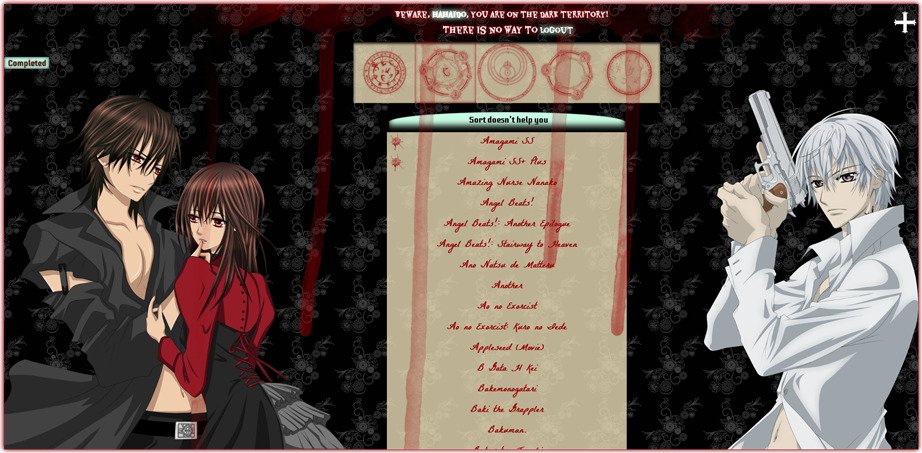 BEWARE, NANAIDO, YOU ARE ON THE DARK TERRITORY!
THERE IS NO WAY TO LOGOUT
Completed
Sort doesn't help you
Amagami SS
Amagami SS+ Plus
Amazing Nurse Nanako
Angel Beats!
Angel Beats!: Another Epilogue
Angel Beats!: Stairway to Heaven
Ano Natsu de Matteru
Another
Ao no Exorcist
Ao no Exorcist: Kuro no Iede
Appleseed (Movie)
B Gata H Kei
Bakemonogatari
Baki the Grappler
Bakuman.